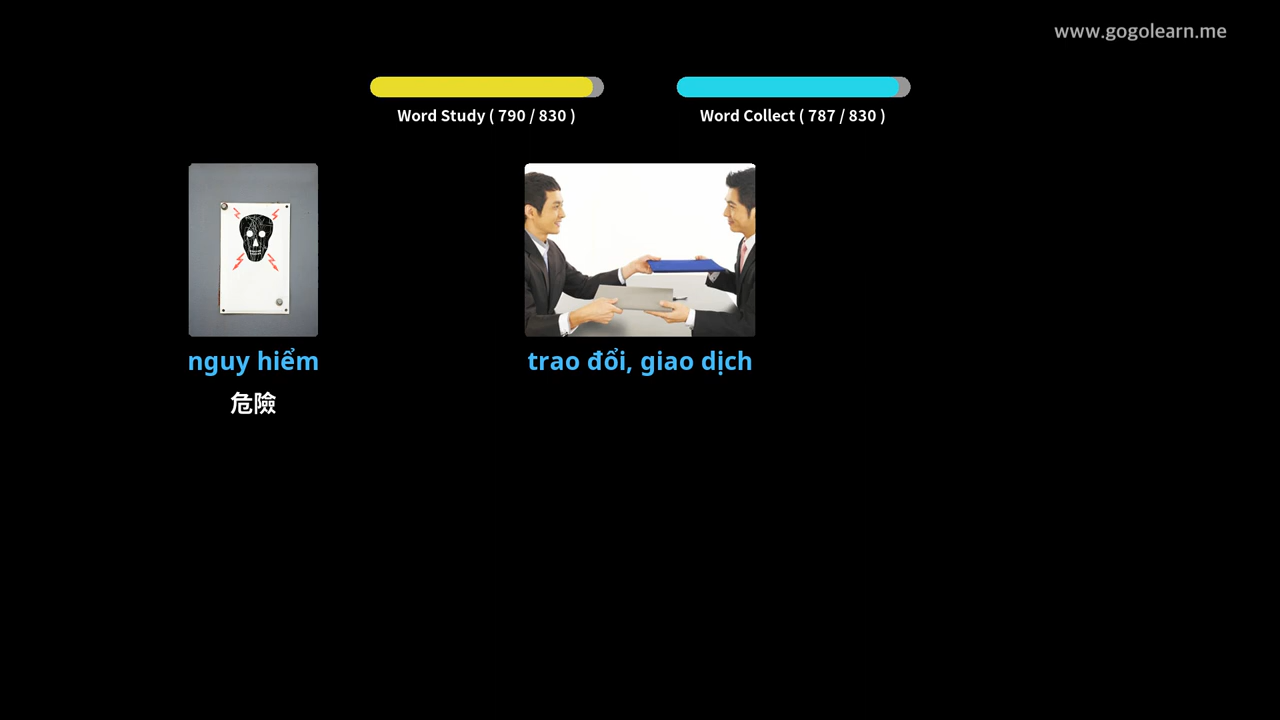 www.gogolearn.me
Word Study ( 790 / 830 )
Word Collect ( 787 / 830 )
nguy hiểm
trao đổi, giao dịch
危險